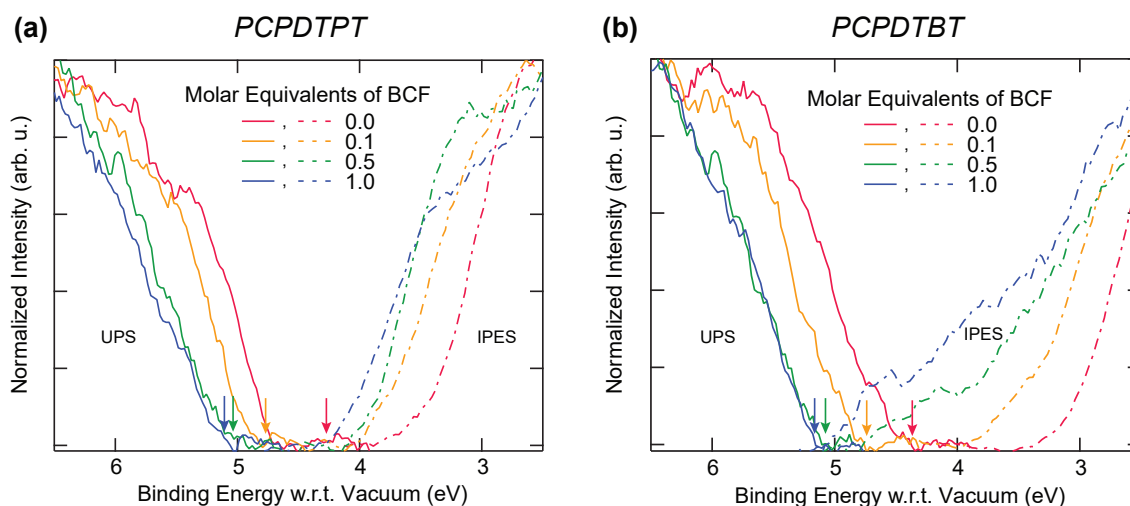 (a)
PCPDTPT
Normalized Intensity (arb. u.)
Molar Equivalents of BCF
, 0.0
, 0.1
, 0.5
, 1.0
UPS
IPES
6 5 4 3
Binding Energy w.r.t. Vacuum (eV)
(b)
PCPDTBT
Normalized Intensity (arb. u.)
Molar Equivalents of BCF
, 0.0
, 0.1
, 0.5
, 1.0
UPS
IPES
6 5 4 3
Binding Energy w.r.t. Vacuum (eV)